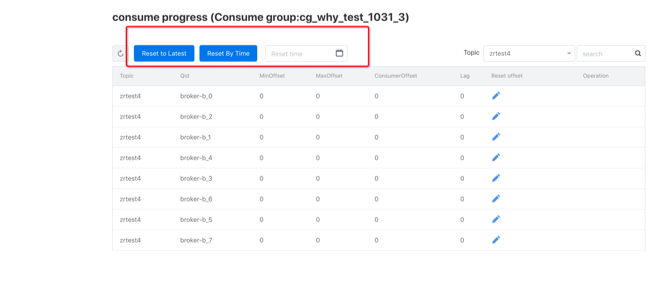 consume progress (Consume group:cg_why_test_1031_3)
Reset to Latest Reset By Time Reset time Topic zrtest4 search
Topic Qid MinOffset MaxOffset ConsumerOffset Lag Reset offset Operation
zrtest4 broker-b_0 0 0 0 0
zrtest4 broker-b_2 0 0 0 0
zrtest4 broker-b_1 0 0 0 0
zrtest4 broker-b_4 0 0 0 0
zrtest4 broker-b_3 0 0 0 0
zrtest4 broker-b_6 0 0 0 0
zrtest4 broker-b_5 0 0 0 0
zrtest4 broker-b_7 0 0 0 0